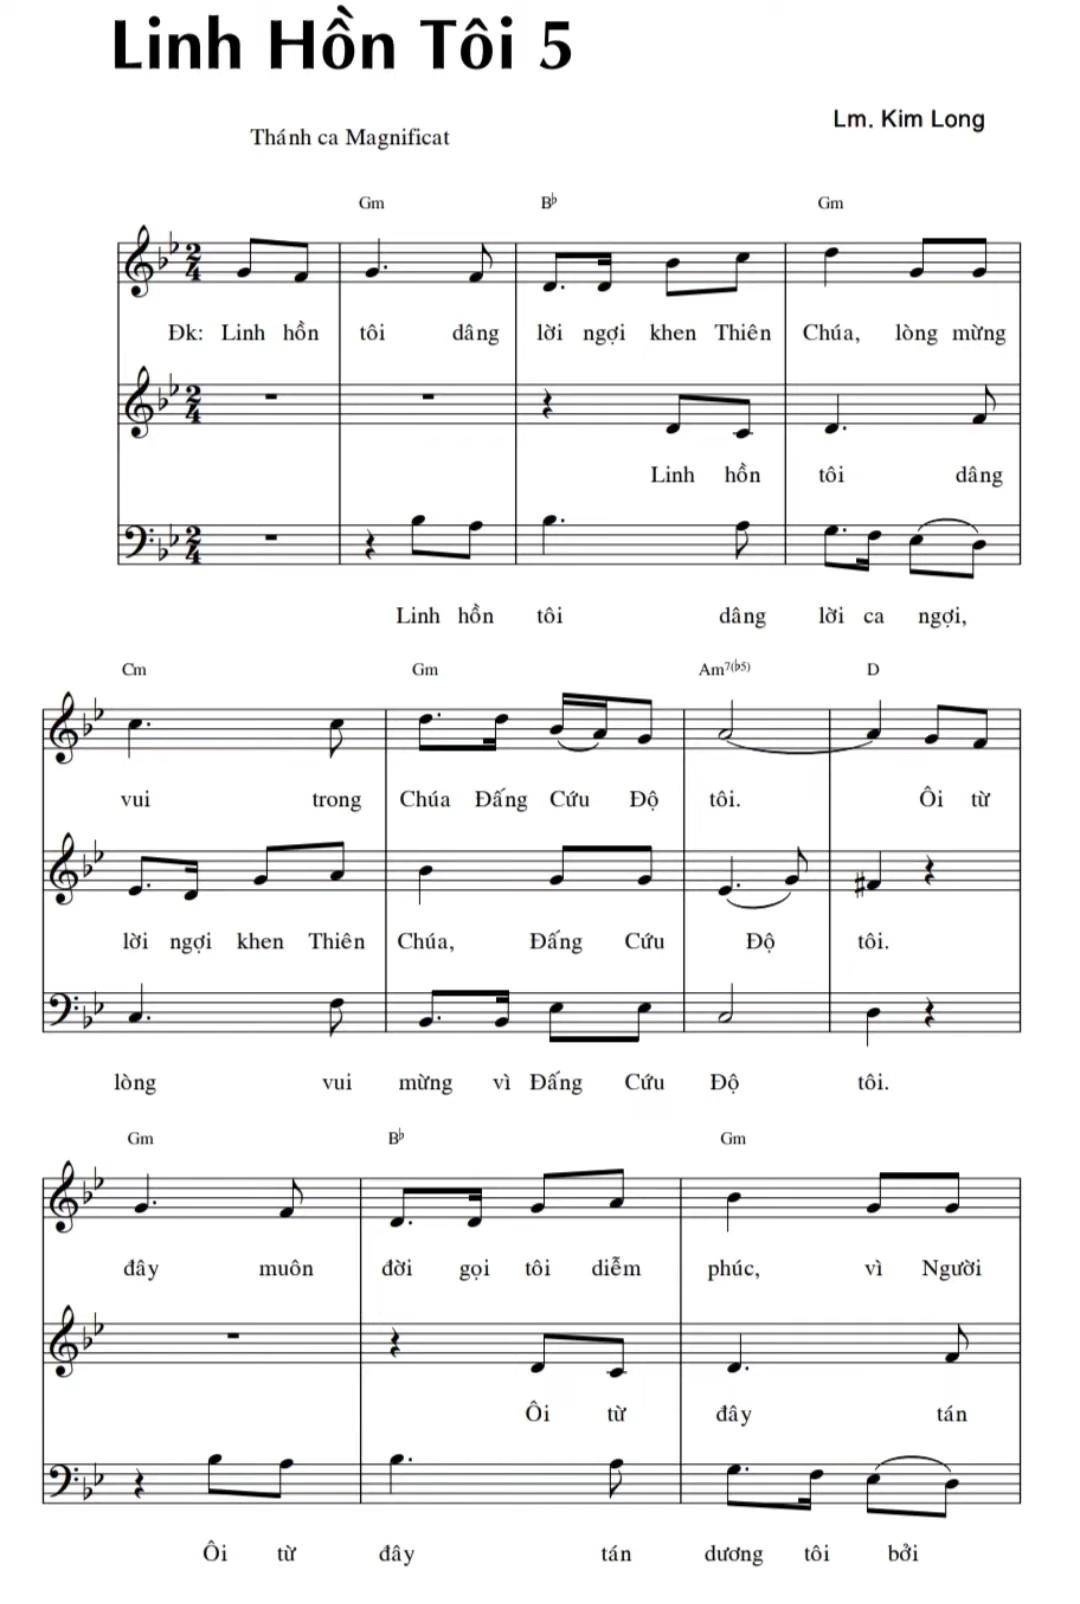 Linh Hồn Tôi 5
Lm. Kim Long
Thánh ca Magnificat
Gm B♭ Gm
Đk: Linh hồn tôi dâng lời ngợi khen Thiên Chúa, lòng mừng
Linh hồn tôi dâng
Linh hồn tôi dâng lời ca ngợi,
Cm Gm Am7(♭5) D
vui trong Chúa Đấng Cứu Độ tôi. Ôi từ
lời ngợi khen Thiên Chúa, Đấng Cứu Độ tôi.
lòng vui mừng vì Đấng Cứu Độ tôi.
Gm B♭ Gm
đây muôn đời gọi tôi diễm phúc, vì Người
Ôi từ đây tán
Ôi từ đây tán dương tôi bởi